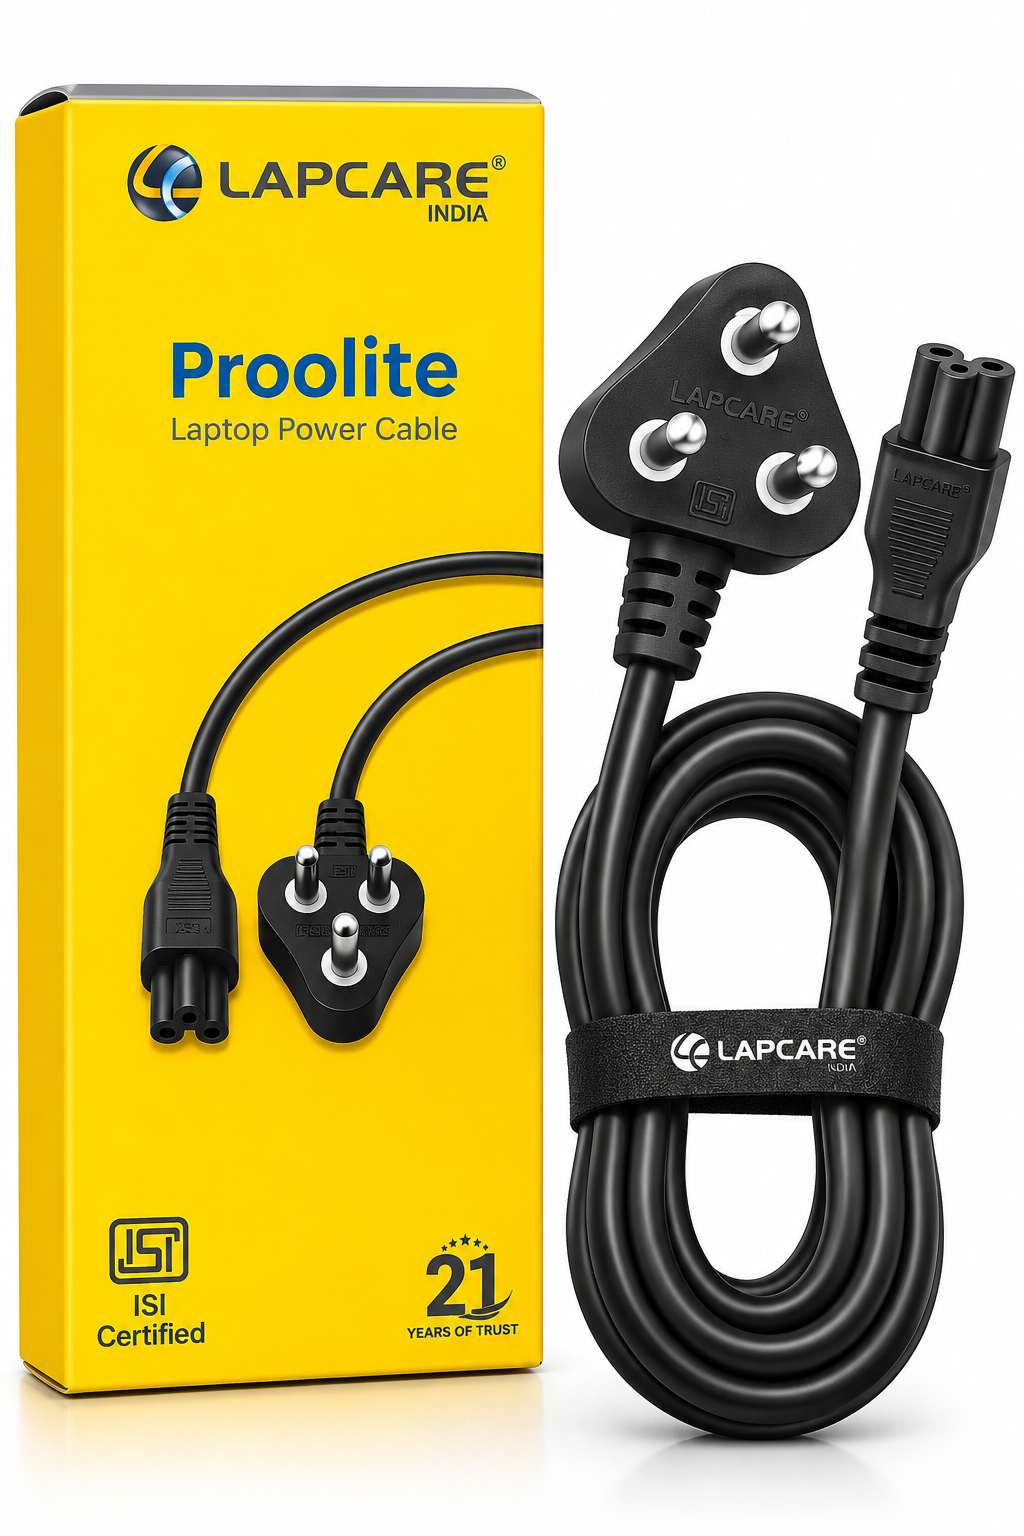 LAPCARE®
INDIA
Proolite
Laptop Power Cable
ISI
Certified
21
YEARS OF TRUST
LAPCARE®
LAPCARE®
LAPCARE®
INDIA